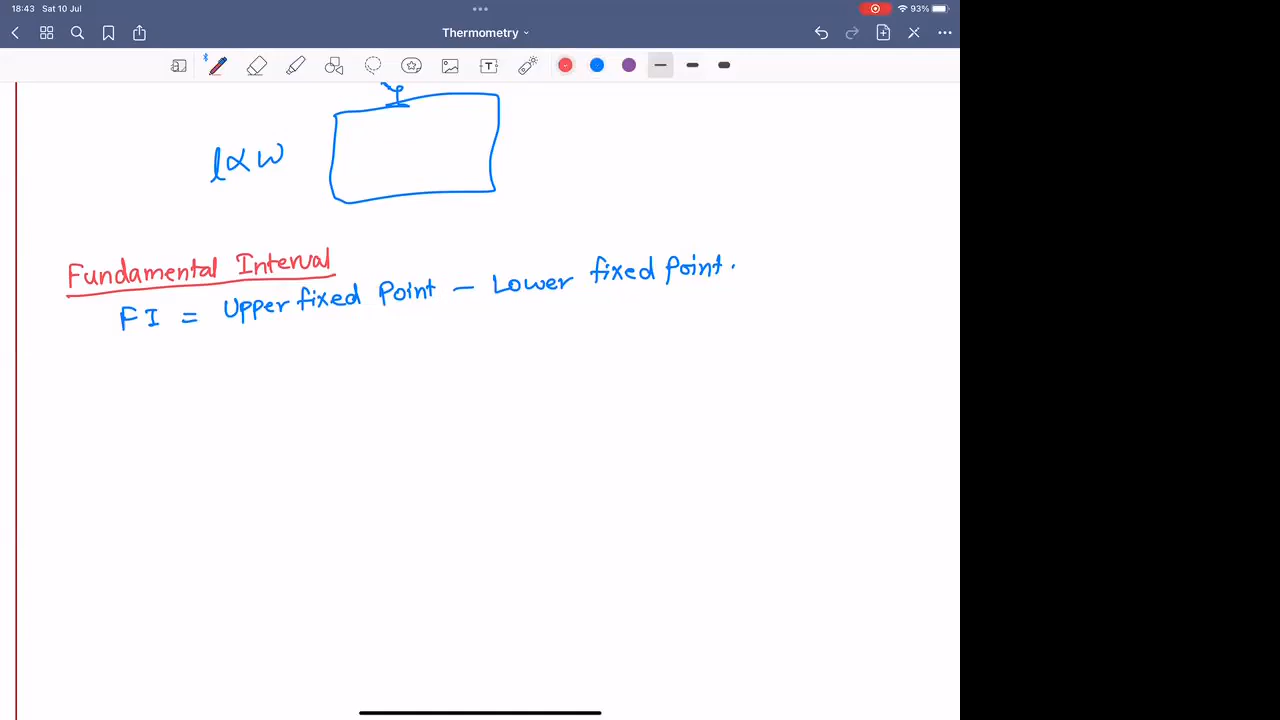 18:43 Sat 10 Jul
93%
Thermometry
T
l∝w
Fundamental Interval
FI = Upper fixed Point – Lower fixed point.